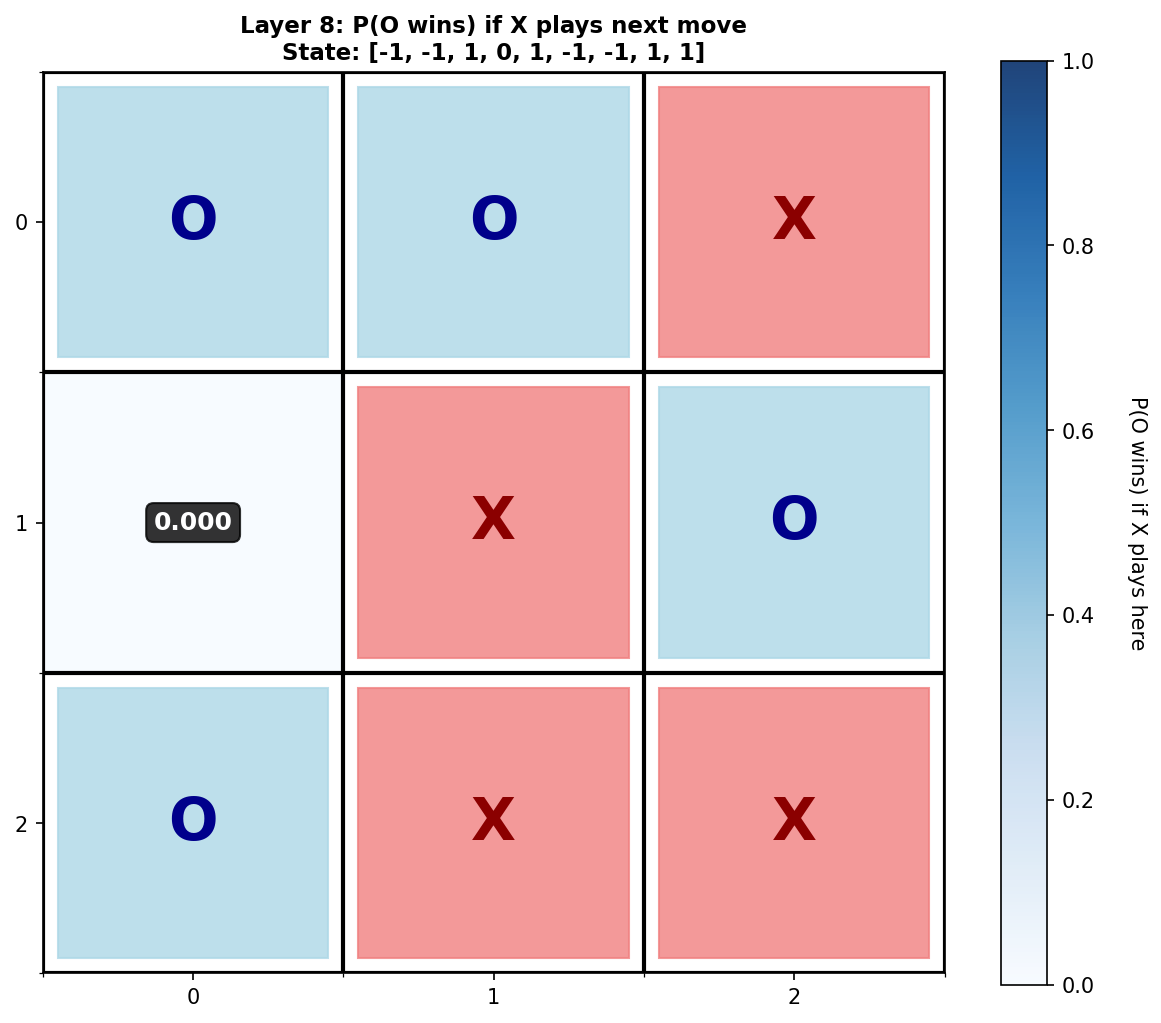 Layer 8: P(O wins) if X plays next move
State: [-1, -1, 1, 0, 1, -1, -1, 1, 1]
0
O
O
X
1
0.000
X
O
2
O
X
X
0
1
2
1.0
0.8
0.6
0.4
0.2
0.0
P(O wins) if X plays here